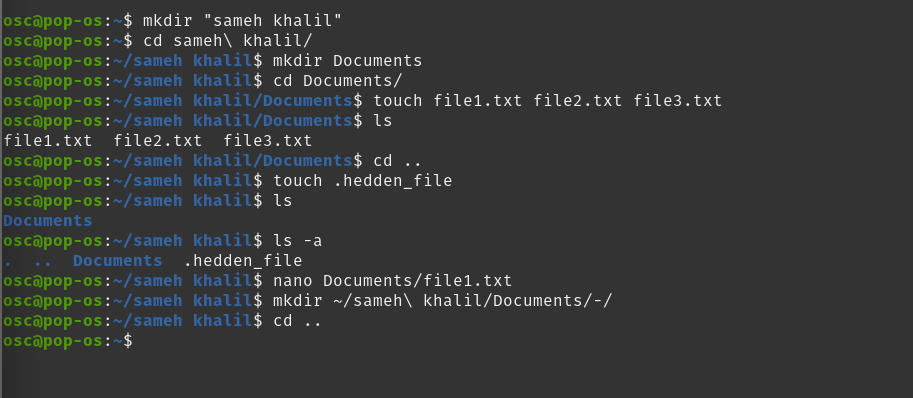 osc@pop-os:~$ mkdir "sameh khalil"
osc@pop-os:~$ cd sameh\ khalil/
osc@pop-os:~/sameh khalil$ mkdir Documents
osc@pop-os:~/sameh khalil$ cd Documents/
osc@pop-os:~/sameh khalil/Documents$ touch file1.txt file2.txt file3.txt
osc@pop-os:~/sameh khalil/Documents$ ls
file1.txt  file2.txt  file3.txt
osc@pop-os:~/sameh khalil/Documents$ cd ..
osc@pop-os:~/sameh khalil$ touch .hedden_file
osc@pop-os:~/sameh khalil$ ls
Documents
osc@pop-os:~/sameh khalil$ ls -a
.  ..  Documents  .hedden_file
osc@pop-os:~/sameh khalil$ nano Documents/file1.txt
osc@pop-os:~/sameh khalil$ mkdir ~/sameh\ khalil/Documents/-/
osc@pop-os:~/sameh khalil$ cd ..
osc@pop-os:~$